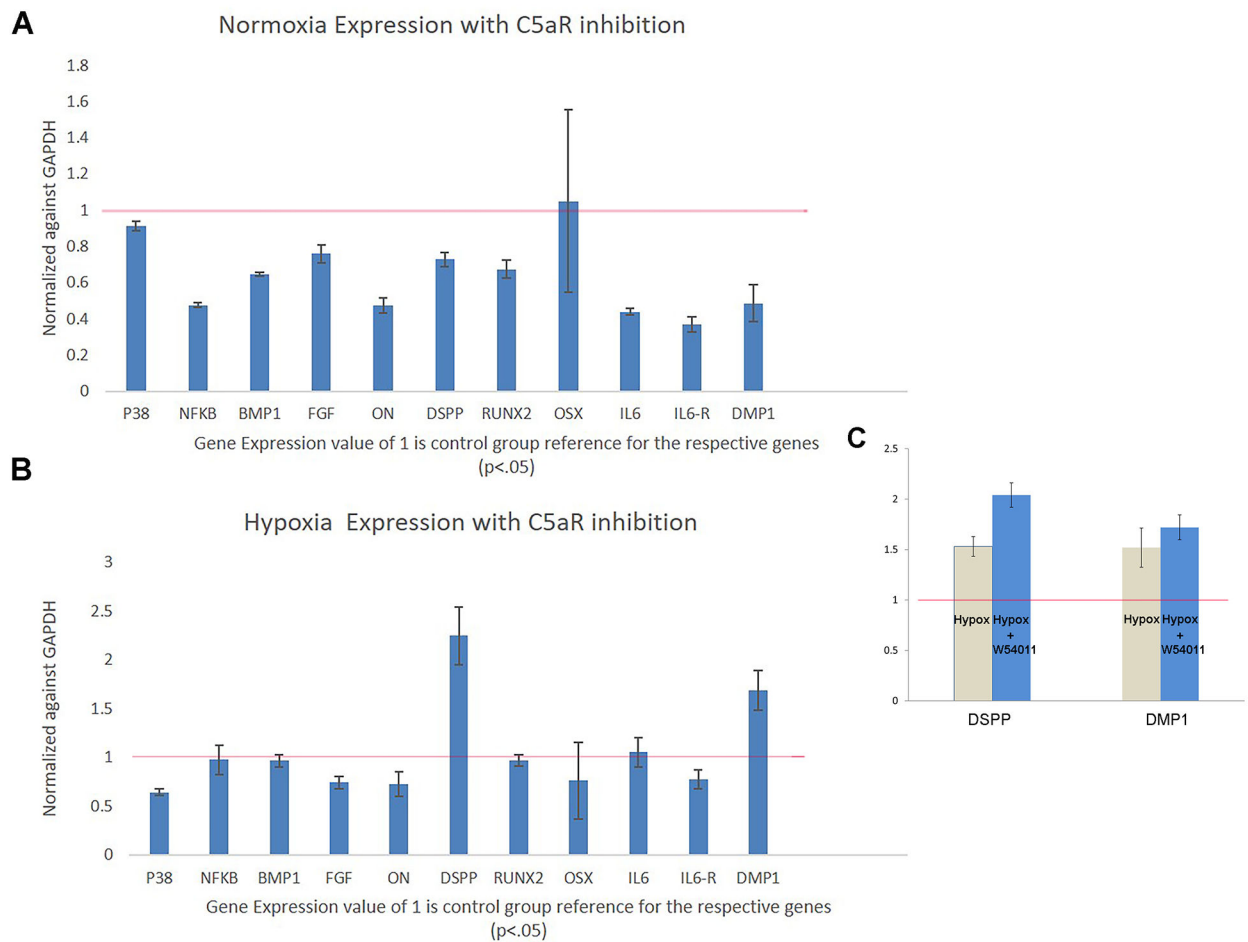 A
Normoxia Expression with C5aR inhibition
Normalized against GAPDH
1.8
1.6
1.4
1.2
1
0.8
0.6
0.4
0.2
0
P38 NFKB BMP1 FGF ON DSPP RUNX2 OSX IL6 IL6-R DMP1
Gene Expression value of 1 is control group reference for the respective genes
(p<.05)
B
Hypoxia Expression with C5aR inhibition
Normalized against GAPDH
3
2.5
2
1.5
1
0.5
0
P38 NFKB BMP1 FGF ON DSPP RUNX2 OSX IL6 IL6-R DMP1
Gene Expression value of 1 is control group reference for the respective genes
(p<.05)
C
2.5
2
1.5
1
0.5
0
Hypox Hypox
+
W54011
Hypox Hypox
+
W54011
DSPP DMP1